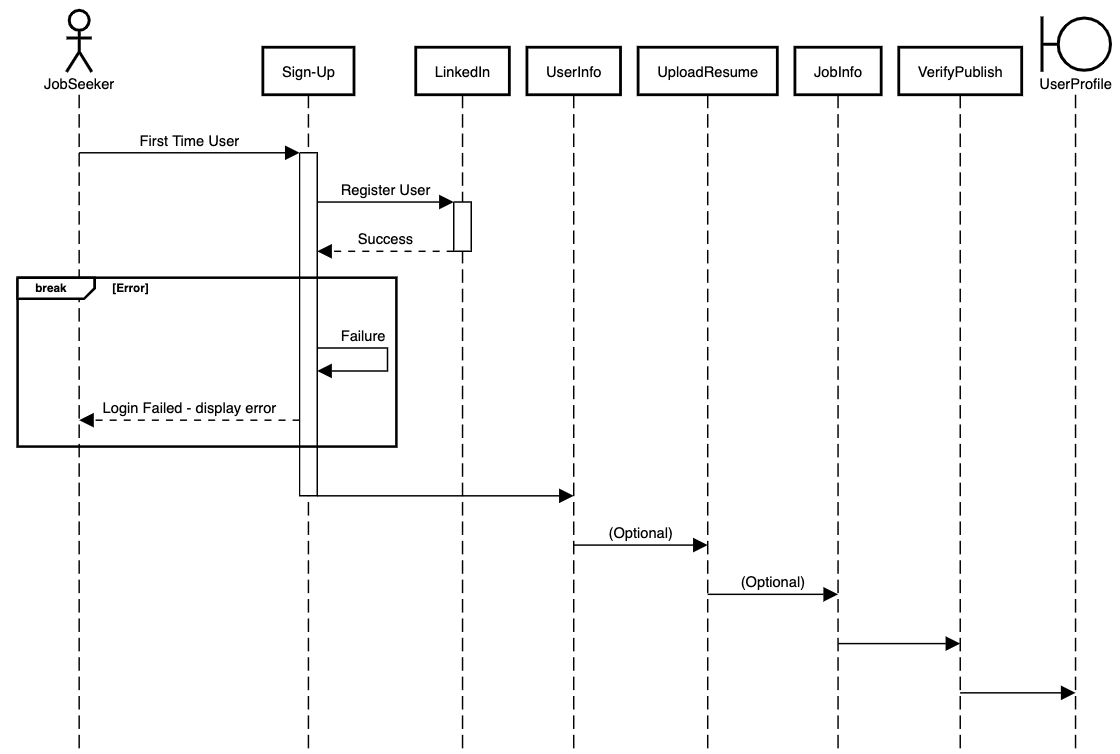 JobSeeker
Sign-Up
LinkedIn
UserInfo
UploadResume
JobInfo
VerifyPublish
UserProfile
First Time User
Register User
Success
break
[Error]
Failure
Login Failed - display error
(Optional)
(Optional)